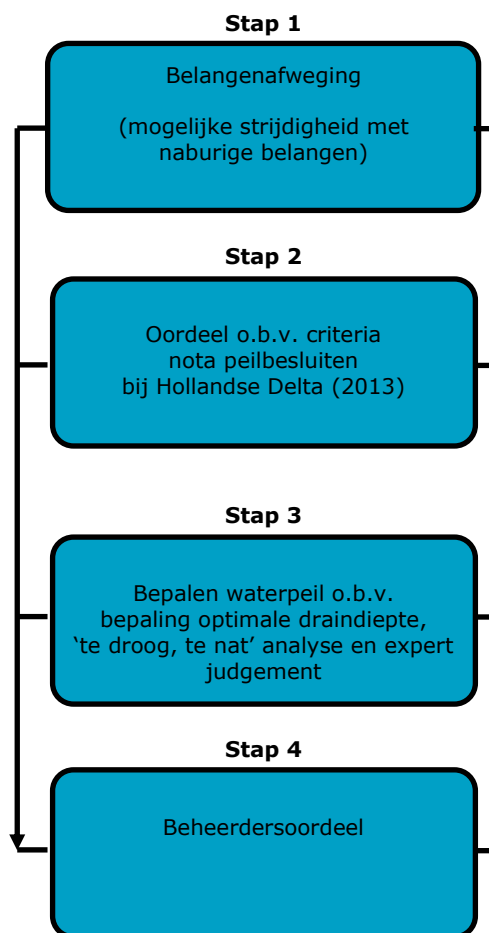 Stap 1
Belangenafweging
(mogelijke strijdigheid met
naburige belangen)
Stap 2
Oordeel o.b.v. criteria
nota peilbesluiten
bij Hollandse Delta (2013)
Stap 3
Bepalen waterpeil o.b.v.
bepaling optimale draindiepte,
‘te droog, te nat’ analyse en expert
judgement
Stap 4
Beheerdersoordeel